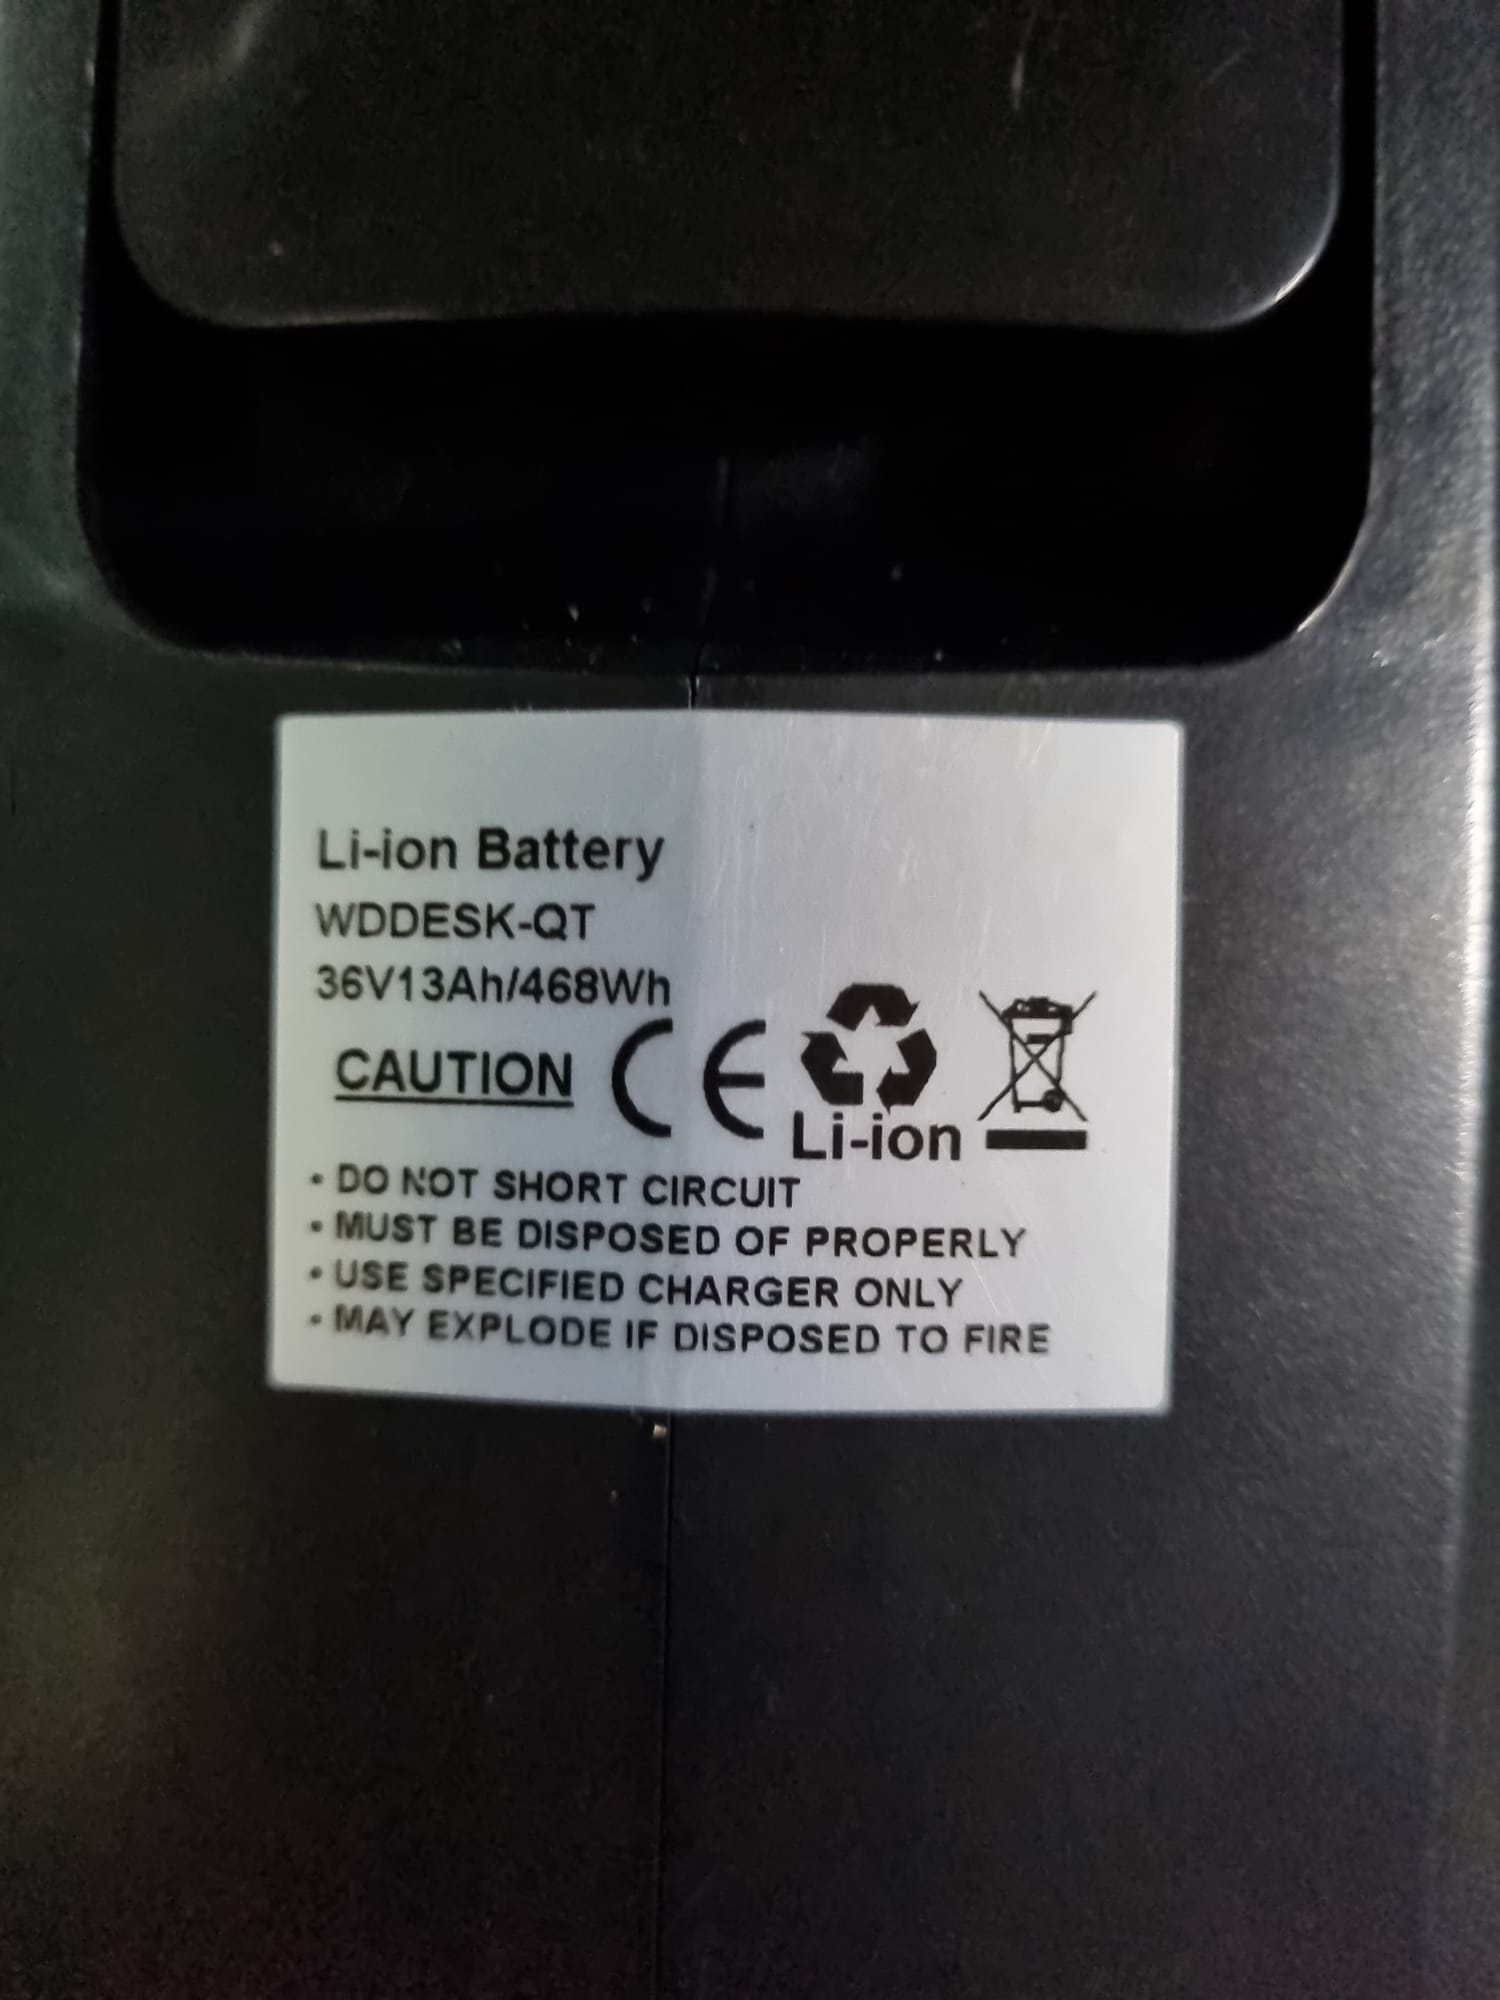 Li-ion Battery
WDDESK-QT
36V13Ah/468Wh
CAUTION CE
Li-ion
• DO NOT SHORT CIRCUIT
• MUST BE DISPOSED OF PROPERLY
• USE SPECIFIED CHARGER ONLY
• MAY EXPLODE IF DISPOSED TO FIRE